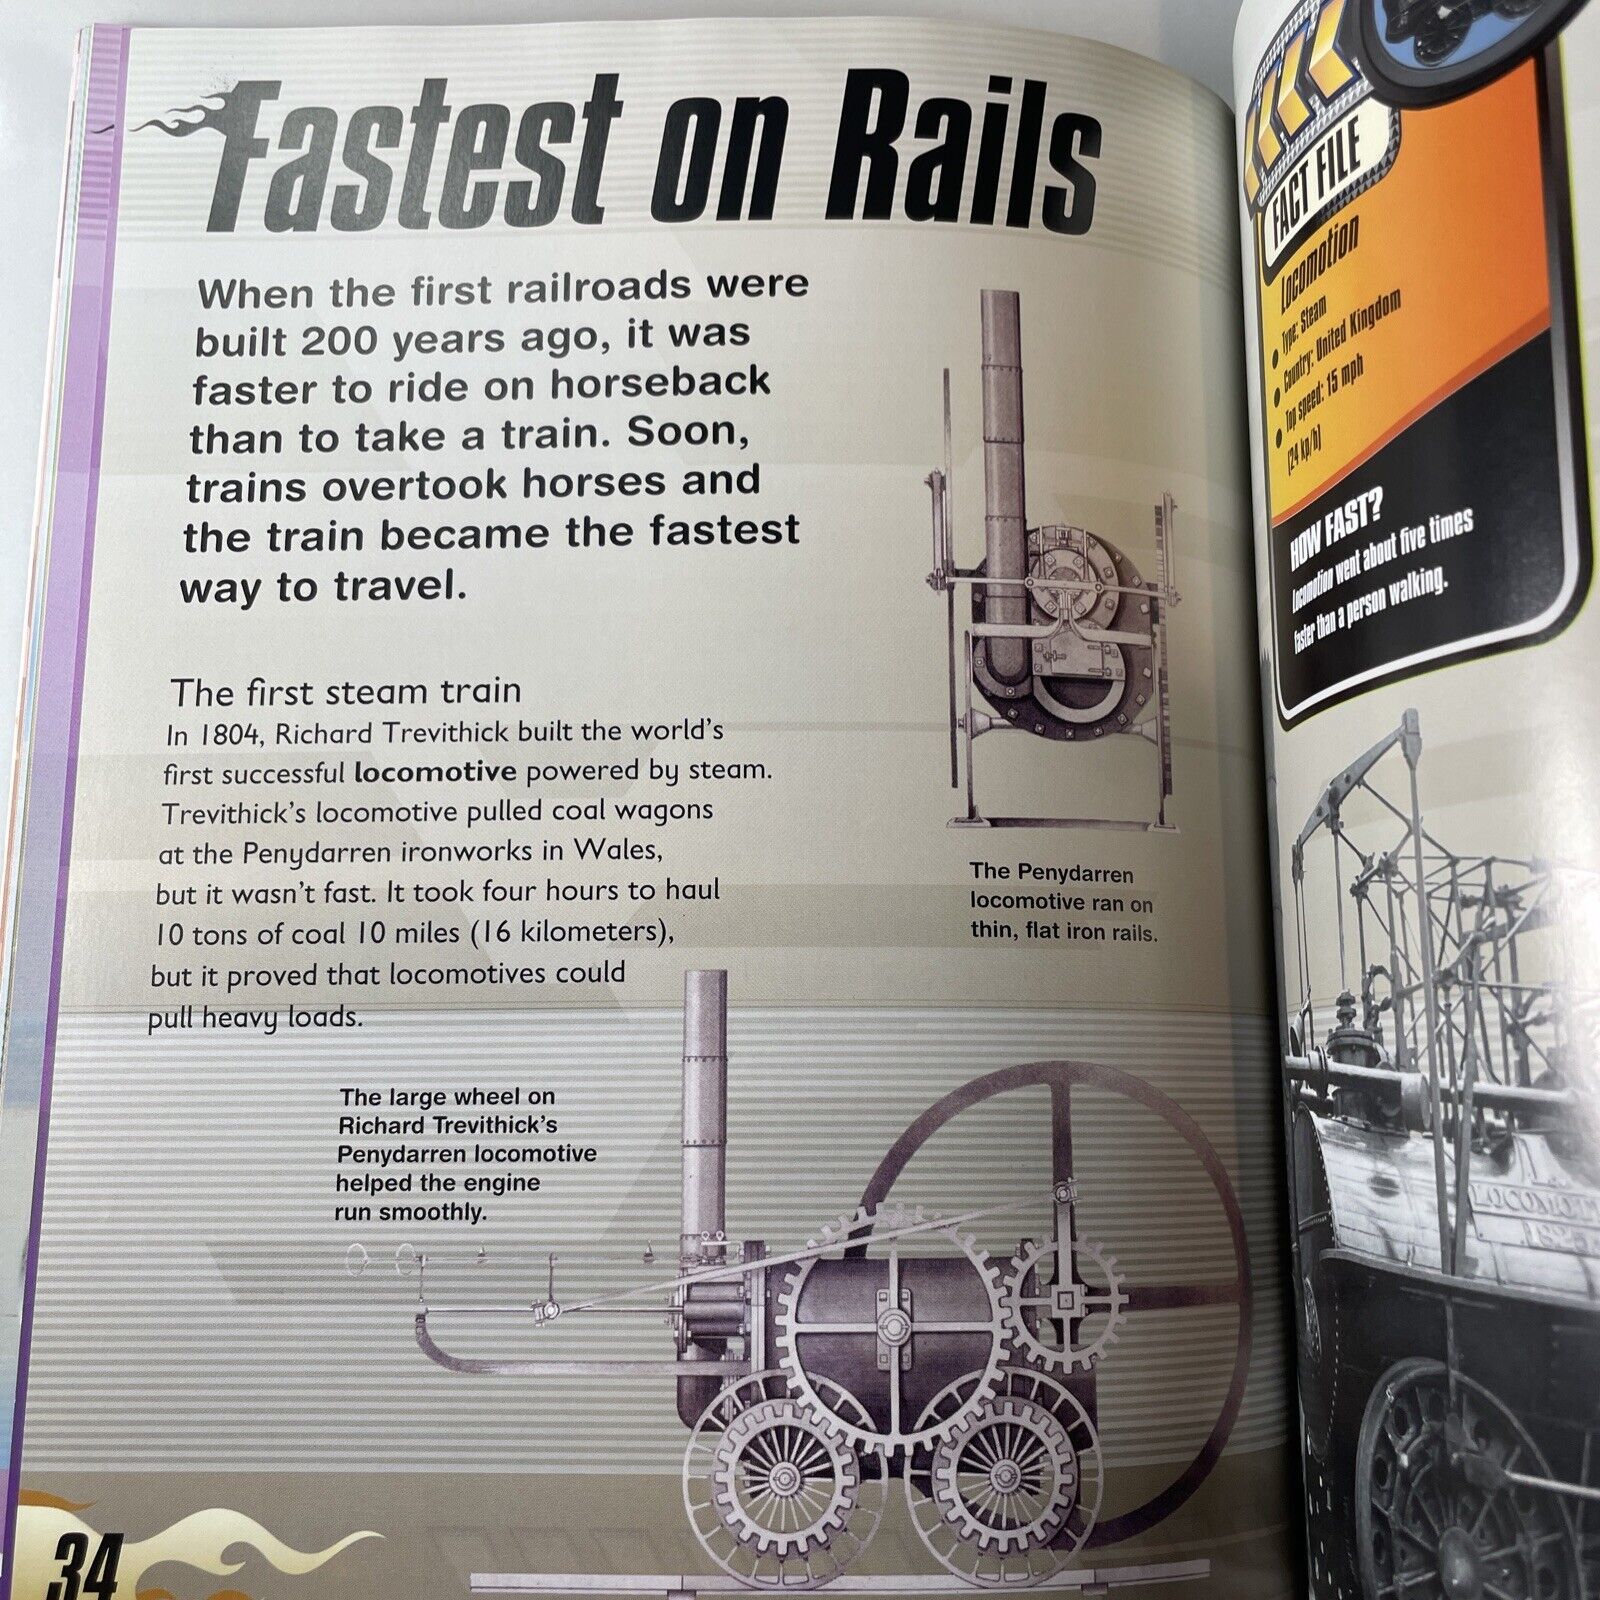 Fastest on Rails
When the first railroads were
built 200 years ago, it was
faster to ride on horseback
than to take a train. Soon,
trains overtook horses and
the train became the fastest
way to travel.
The first steam train
In 1804, Richard Trevithick built the world's
first successful locomotive powered by steam.
Trevithick's locomotive pulled coal wagons
at the Penydarren ironworks in Wales,
but it wasn't fast. It took four hours to haul
10 tons of coal 10 miles (16 kilometers),
but it proved that locomotives could
pull heavy loads.
The Penydarren
locomotive ran on
thin, flat iron rails.
The large wheel on
Richard Trevithick's
Penydarren locomotive
helped the engine
run smoothly.
34
FACT FILE
Locomotion
• Type: Steam
• Country: United Kingdom
• Top speed: 15 mph
(24 kp/h)
HOW FAST?
Locomotion went about five times
faster than a person walking.
1825